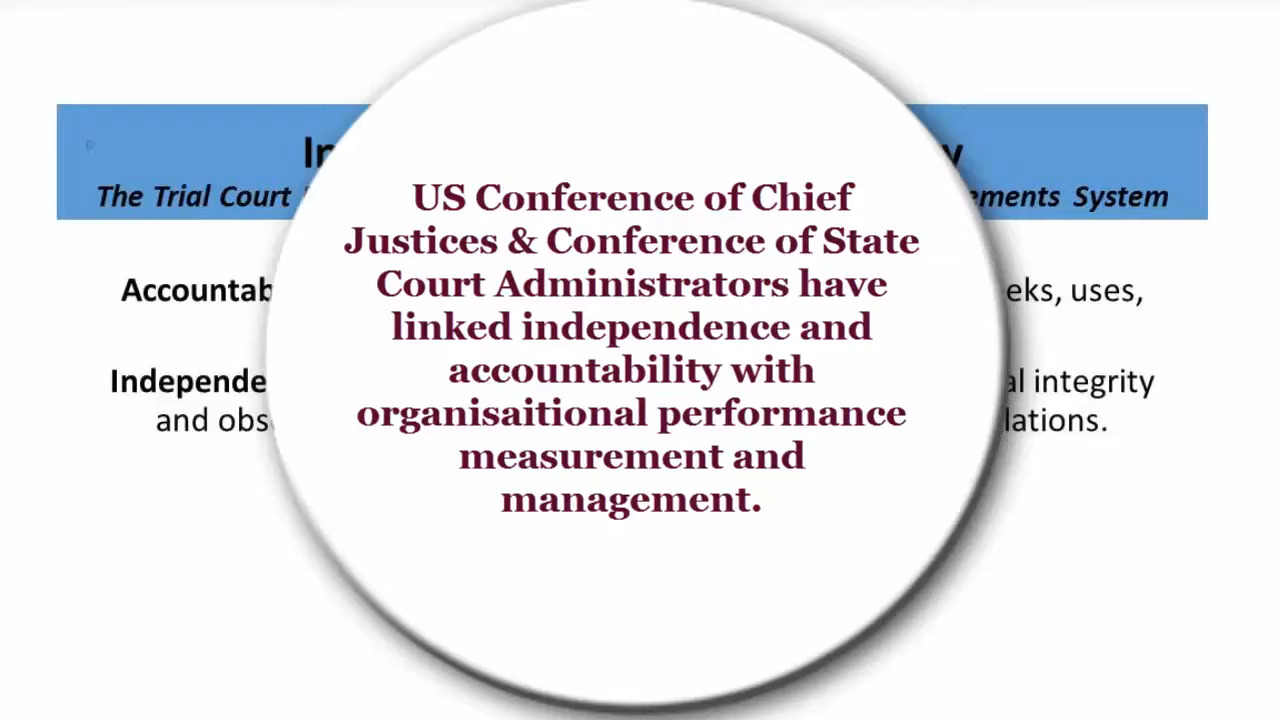 The Trial Court ements System
US Conference of Chief
Justices & Conference of State
Court Administrators have
linked independence and
accountability with
organisaitional performance
measurement and
management.
Accountab eks, uses,
Independe al integrity
and obs lations.